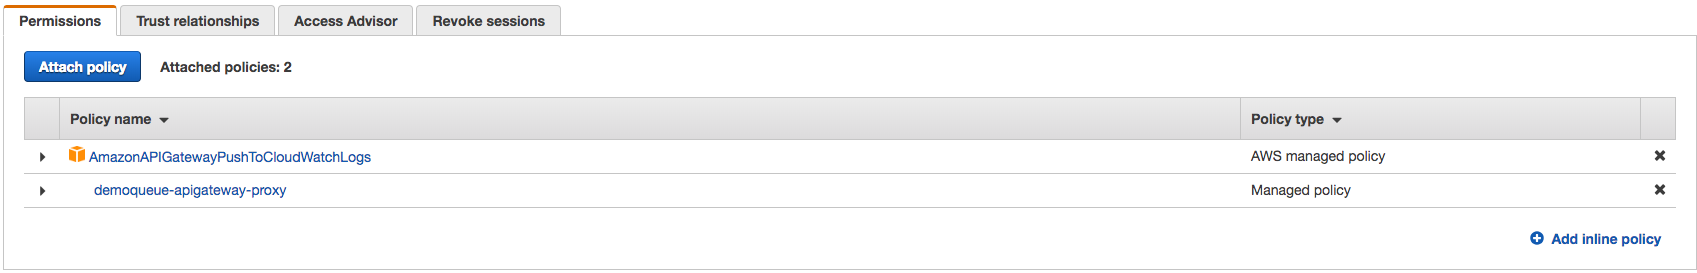 Permissions Trust relationships Access Advisor Revoke sessions
Attach policy Attached policies: 2
Policy name Policy type
AmazonAPIGatewayPushToCloudWatchLogs AWS managed policy
demoqueue-apigateway-proxy Managed policy
Add inline policy